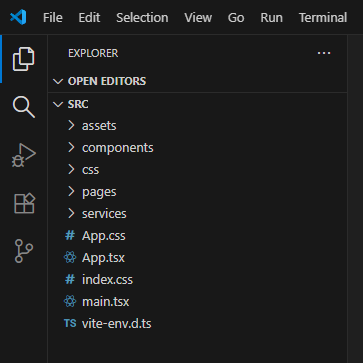 File Edit Selection View Go Run Terminal
EXPLORER ...
OPEN EDITORS
SRC
assets
components
css
pages
services
# App.css
App.tsx
# index.css
main.tsx
TS vite-env.d.ts